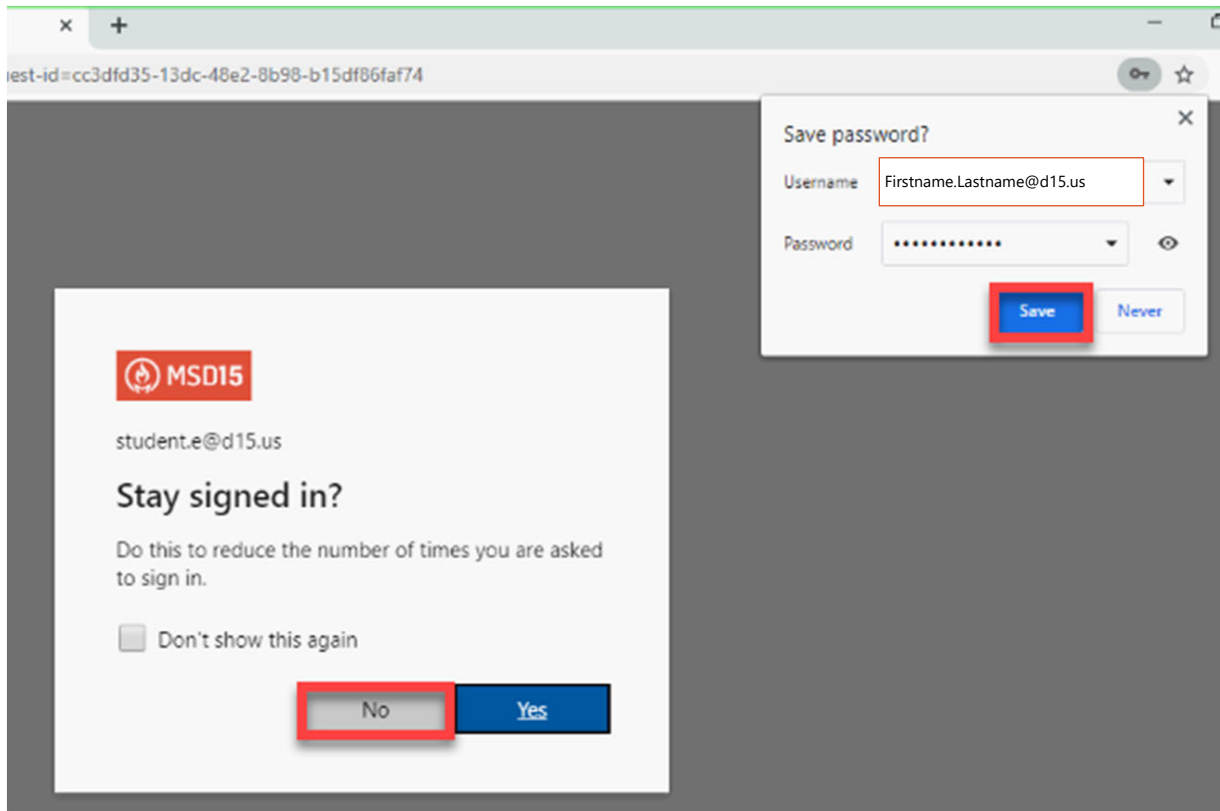 iest-id=cc3dfd35-13dc-48e2-8b98-b15df86faf74
Save password?
Username Firstname.Lastname@d15.us
Password ••••••••••••
Save Never
MSD15
student.e@d15.us
Stay signed in?
Do this to reduce the number of times you are asked
to sign in.
Don't show this again
No Yes